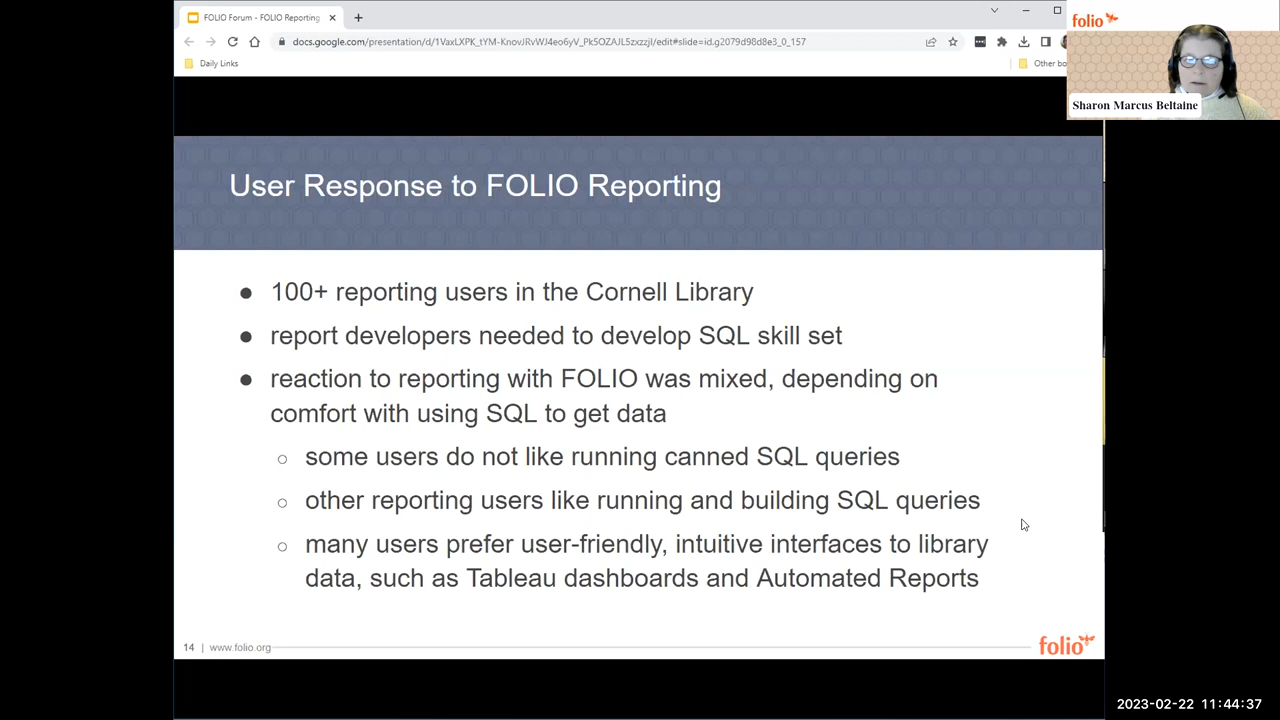 FOLIO Forum - FOLIO Reporting
docs.google.com/presentation/d/1VaxLXPK_tYM-KnovJRvWJ4eo6yV_Pk5OZAJL5zxzzjI/edit#slide=id.g2079d98d8e3_0_157
Daily Links
Other bo
folio
Sharon Marcus Beltaine
User Response to FOLIO Reporting
● 100+ reporting users in the Cornell Library
● report developers needed to develop SQL skill set
● reaction to reporting with FOLIO was mixed, depending on
comfort with using SQL to get data
○ some users do not like running canned SQL queries
○ other reporting users like running and building SQL queries
○ many users prefer user-friendly, intuitive interfaces to library
data, such as Tableau dashboards and Automated Reports
14 | www.folio.org
folio
2023-02-22 11:44:37